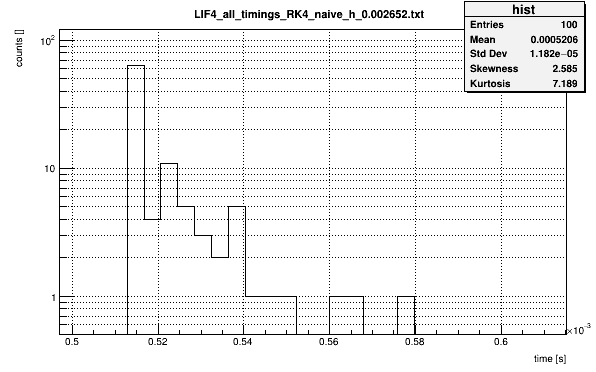 LIF4_all_timings_RK4_naive_h_0.002652.txt
hist
Entries 100
Mean 0.0005206
Std Dev 1.182e−05
Skewness 2.585
Kurtosis 7.189
counts []
10²
10
1
0.5 0.52 0.54 0.56 0.58 0.6
×10⁻³
time [s]